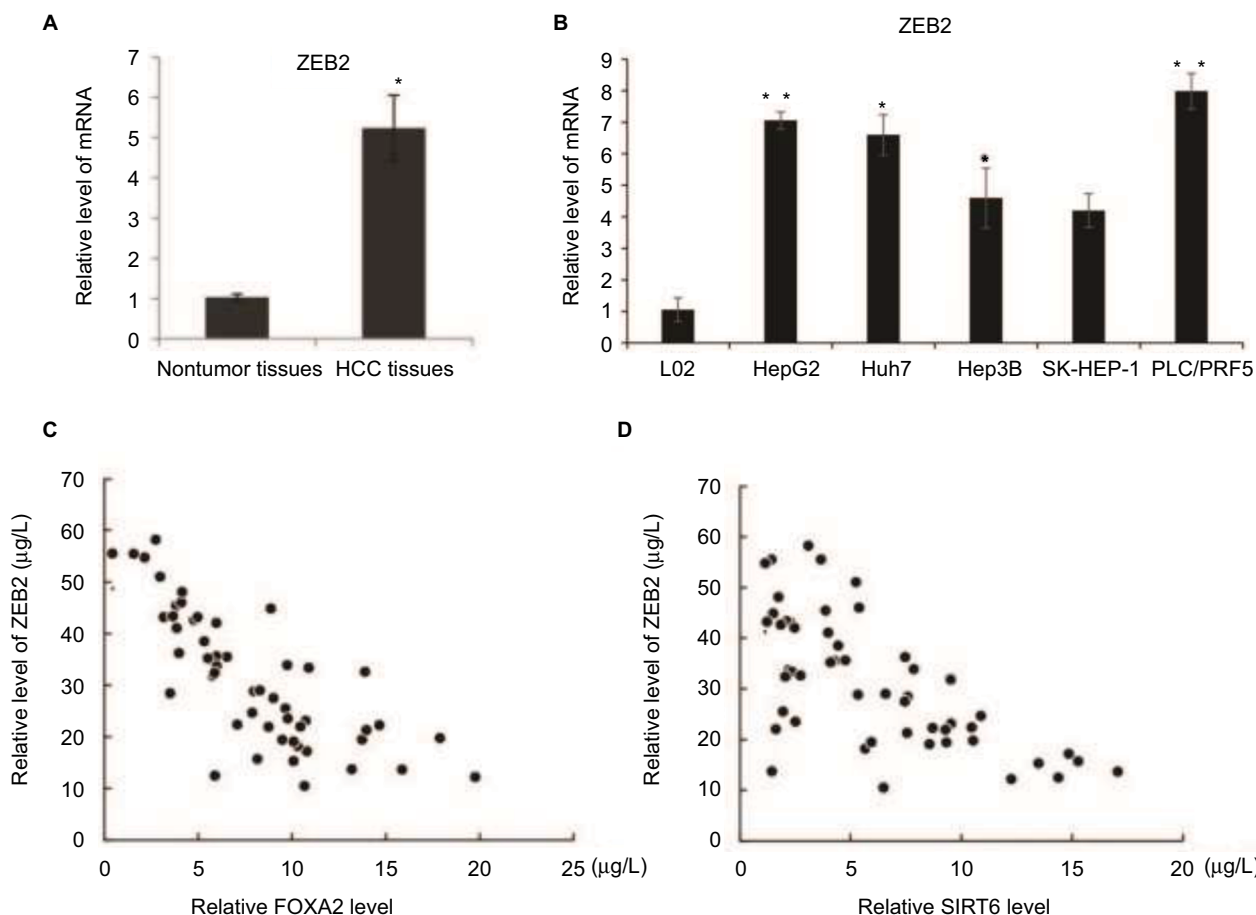 A
ZEB2
Relative level of mRNA
7
6
5
4
3
2
1
0
*
Nontumor tissues HCC tissues
B
ZEB2
Relative level of mRNA
9
8
7
6
5
4
3
2
1
0
* *
*
*
* *
L02 HepG2 Huh7 Hep3B SK-HEP-1 PLC/PRF5
C
Relative level of ZEB2 (μg/L)
70
60
50
40
30
20
10
0
0 5 10 15 20 25 (μg/L)
Relative FOXA2 level
D
Relative level of ZEB2 (μg/L)
70
60
50
40
30
20
10
0
0 5 10 15 20 (μg/L)
Relative SIRT6 level